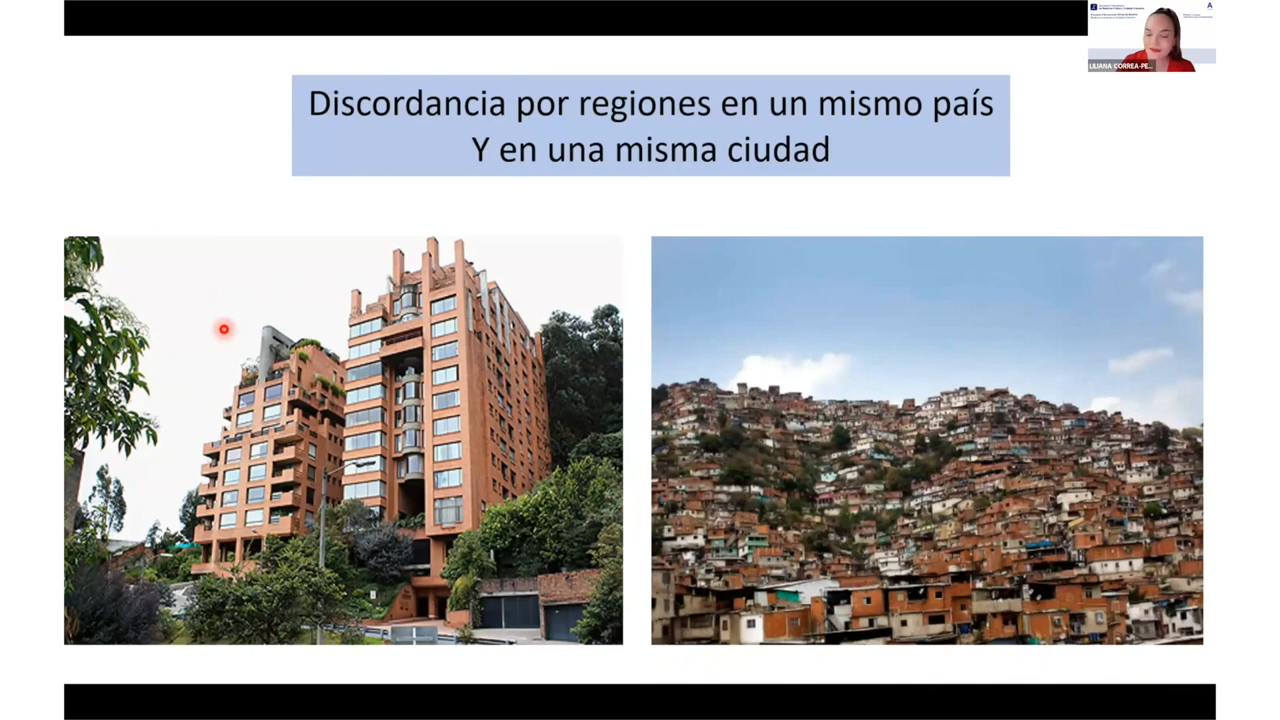 Discordancia por regiones en un mismo país
Y en una misma ciudad
LILIANA CORREA-PE...